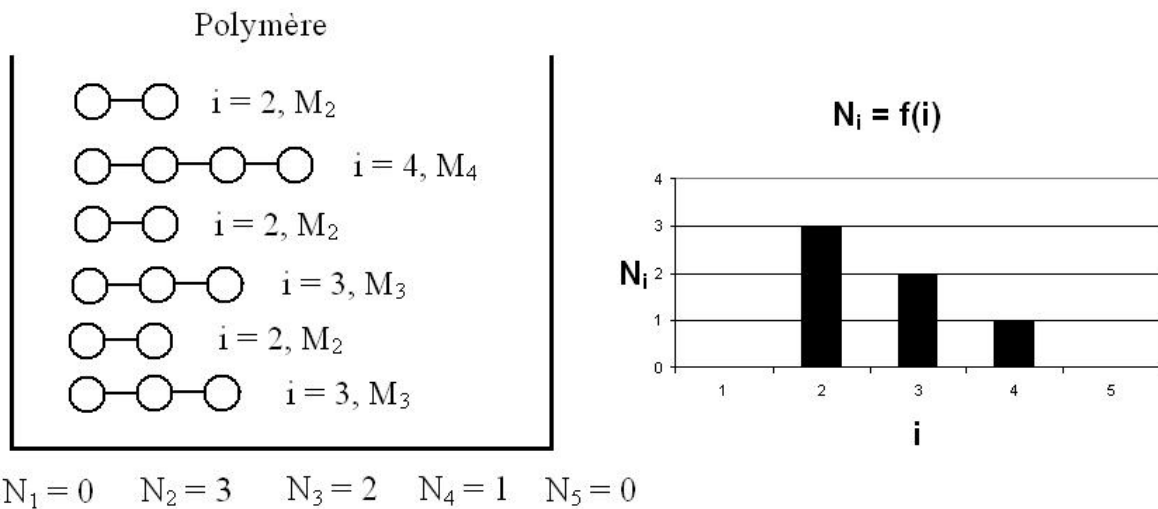 Polymère
i = 2, M₂
i = 4, M₄
i = 2, M₂
i = 3, M₃
i = 2, M₂
i = 3, M₃
N₁ = 0 N₂ = 3 N₃ = 2 N₄ = 1 N₅ = 0
Nᵢ = f(i)
4
3
Nᵢ 2
1
0
1 2 3 4 5
i